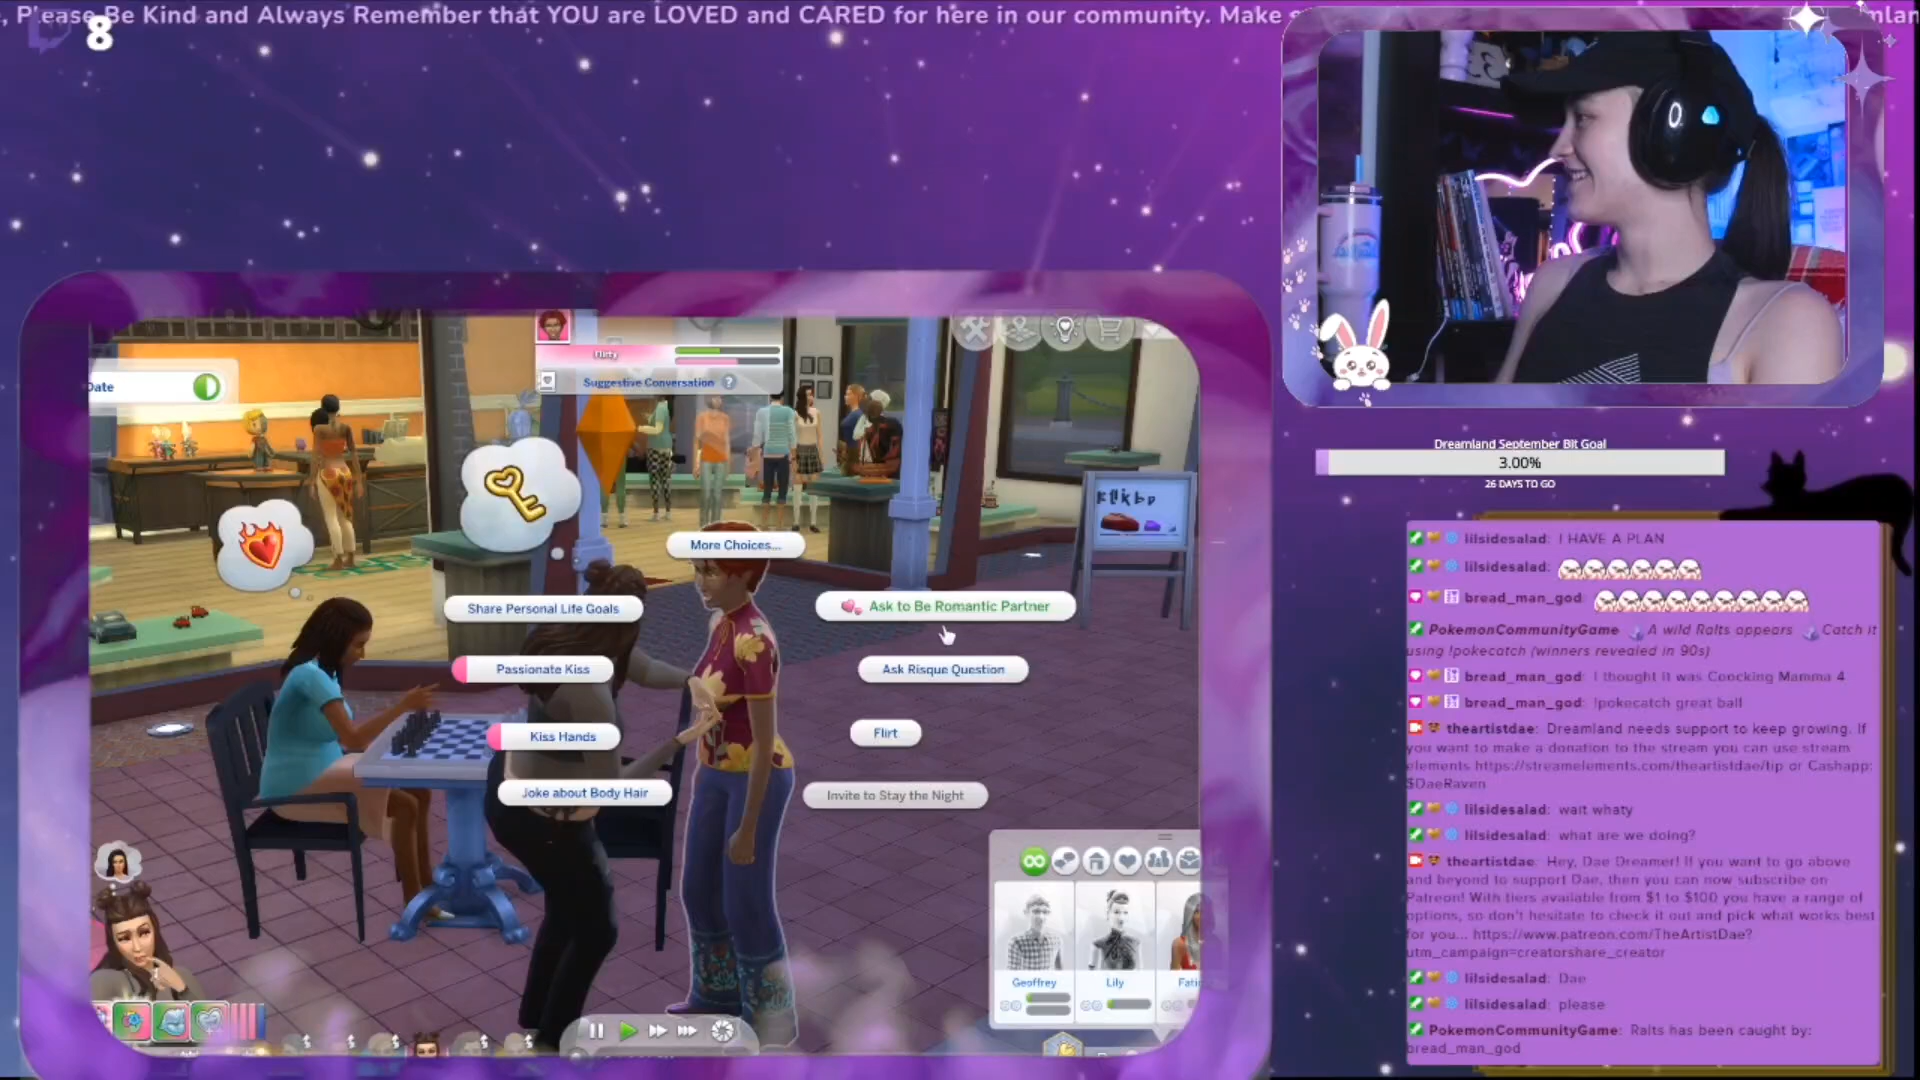 , Please Be Kind and Always Remember that YOU are LOVED and CARED for here in our community. Make s
mlan
8
Date
Flirty
Suggestive Conversation ?
More Choices...
Share Personal Life Goals
Ask to Be Romantic Partner
Passionate Kiss
Ask Risque Question
Kiss Hands
Flirt
Joke about Body Hair
Invite to Stay the Night
Geoffrey
Lily
Fati
Dreamland September Bit Goal
3.00%
26 DAYS TO GO
lilsidesalad: I HAVE A PLAN
lilsidesalad:
bread_man_god:
PokemonCommunityGame A wild Ralts appears Catch it
using !pokecatch (winners revealed in 90s)
bread_man_god: I thought it was Coocking Mamma 4
bread_man_god: !pokecatch great ball
theartistdae: Dreamland needs support to keep growing. If
you want to make a donation to the stream you can use stream
elements https://streamelements.com/theartistdae/tip or Cashapp:
$DaeRaven
lilsidesalad: wait whaty
lilsidesalad: what are we doing?
theartistdae: Hey, Dae Dreamer! If you want to go above
and beyond to support Dae, then you can now subscribe on
Patreon! With tiers available from $1 to $100 you have a range of
options, so don't hesitate to check it out and pick what works best
for you... https://www.patreon.com/TheArtistDae?
utm_campaign=creatorshare_creator
lilsidesalad: Dae
lilsidesalad: please
PokemonCommunityGame: Ralts has been caught by:
bread_man_god